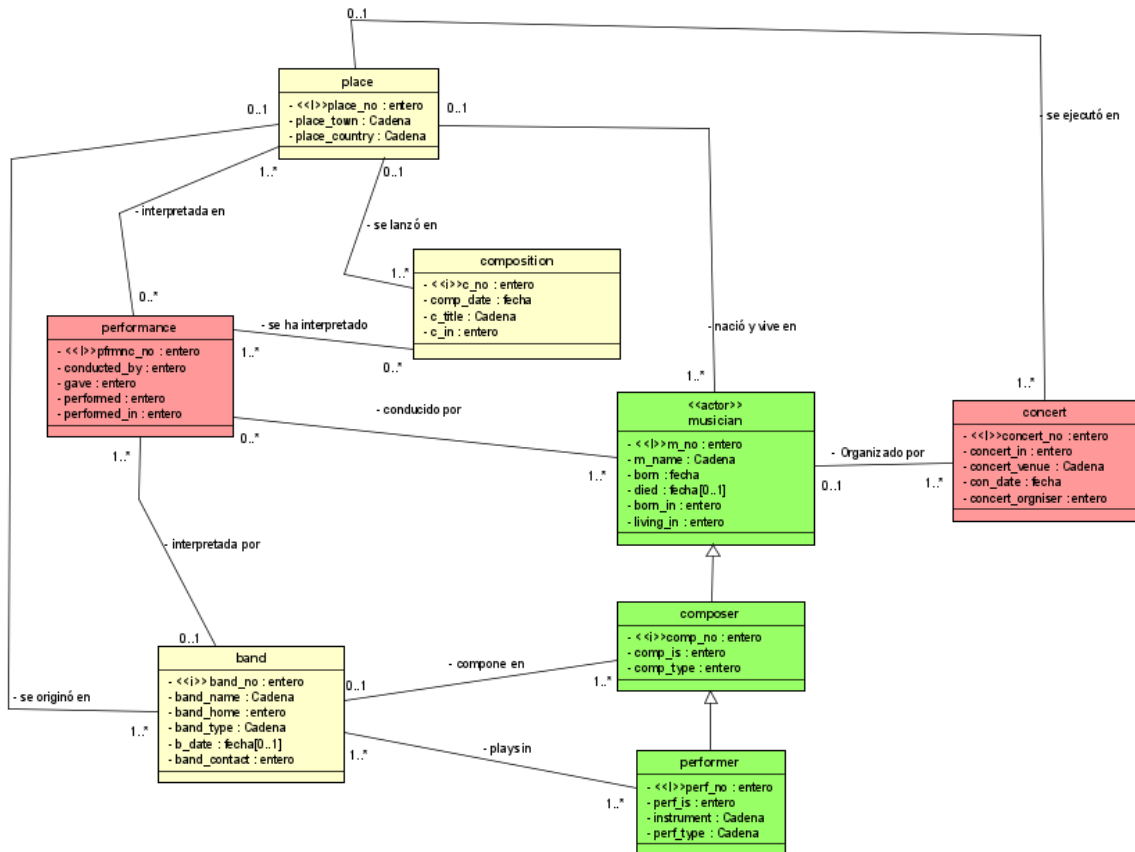 0..1
place
- <<I>>place_no : entero
- place_town : Cadena
- place_country : Cadena
0..1
0..1
1..*
0..1
- se ejecutó en
- interpretada en
- se lanzó en
composition
- <<i>>c_no : entero
- comp_date : fecha
- c_title : Cadena
- c_in : entero
1..*
0..*
0..*
performance
- <<I>>pfrmnc_no : entero
- conducted_by : entero
- gave : entero
- performed : entero
- performed_in : entero
1..*
- se ha interpretado
- nació y vive en
1..*
1..*
- conducido por
0..*
1..*
1..*
<<actor>>
musician
- <<I>>m_no : entero
- m_name : Cadena
- born : fecha
- died : fecha[0..1]
- born_in : entero
- living_in : entero
- Organizado por
0..1
1..*
concert
- <<I>>concert_no : entero
- concert_in : entero
- concert_venue : Cadena
- con_date : fecha
- concert_orgniser : entero
- interpretada por
0..1
composer
- <<i>>comp_no : entero
- comp_is : entero
- comp_type : entero
band
- <<i>>band_no : entero
- band_name : Cadena
- band_home : entero
- band_type : Cadena
- b_date : fecha[0..1]
- band_contact : entero
- compone en
0..1
1..*
- se originó en
1..*
1..*
- plays in
1..*
performer
- <<I>>perf_no : entero
- perf_is : entero
- instrument : Cadena
- perf_type : Cadena